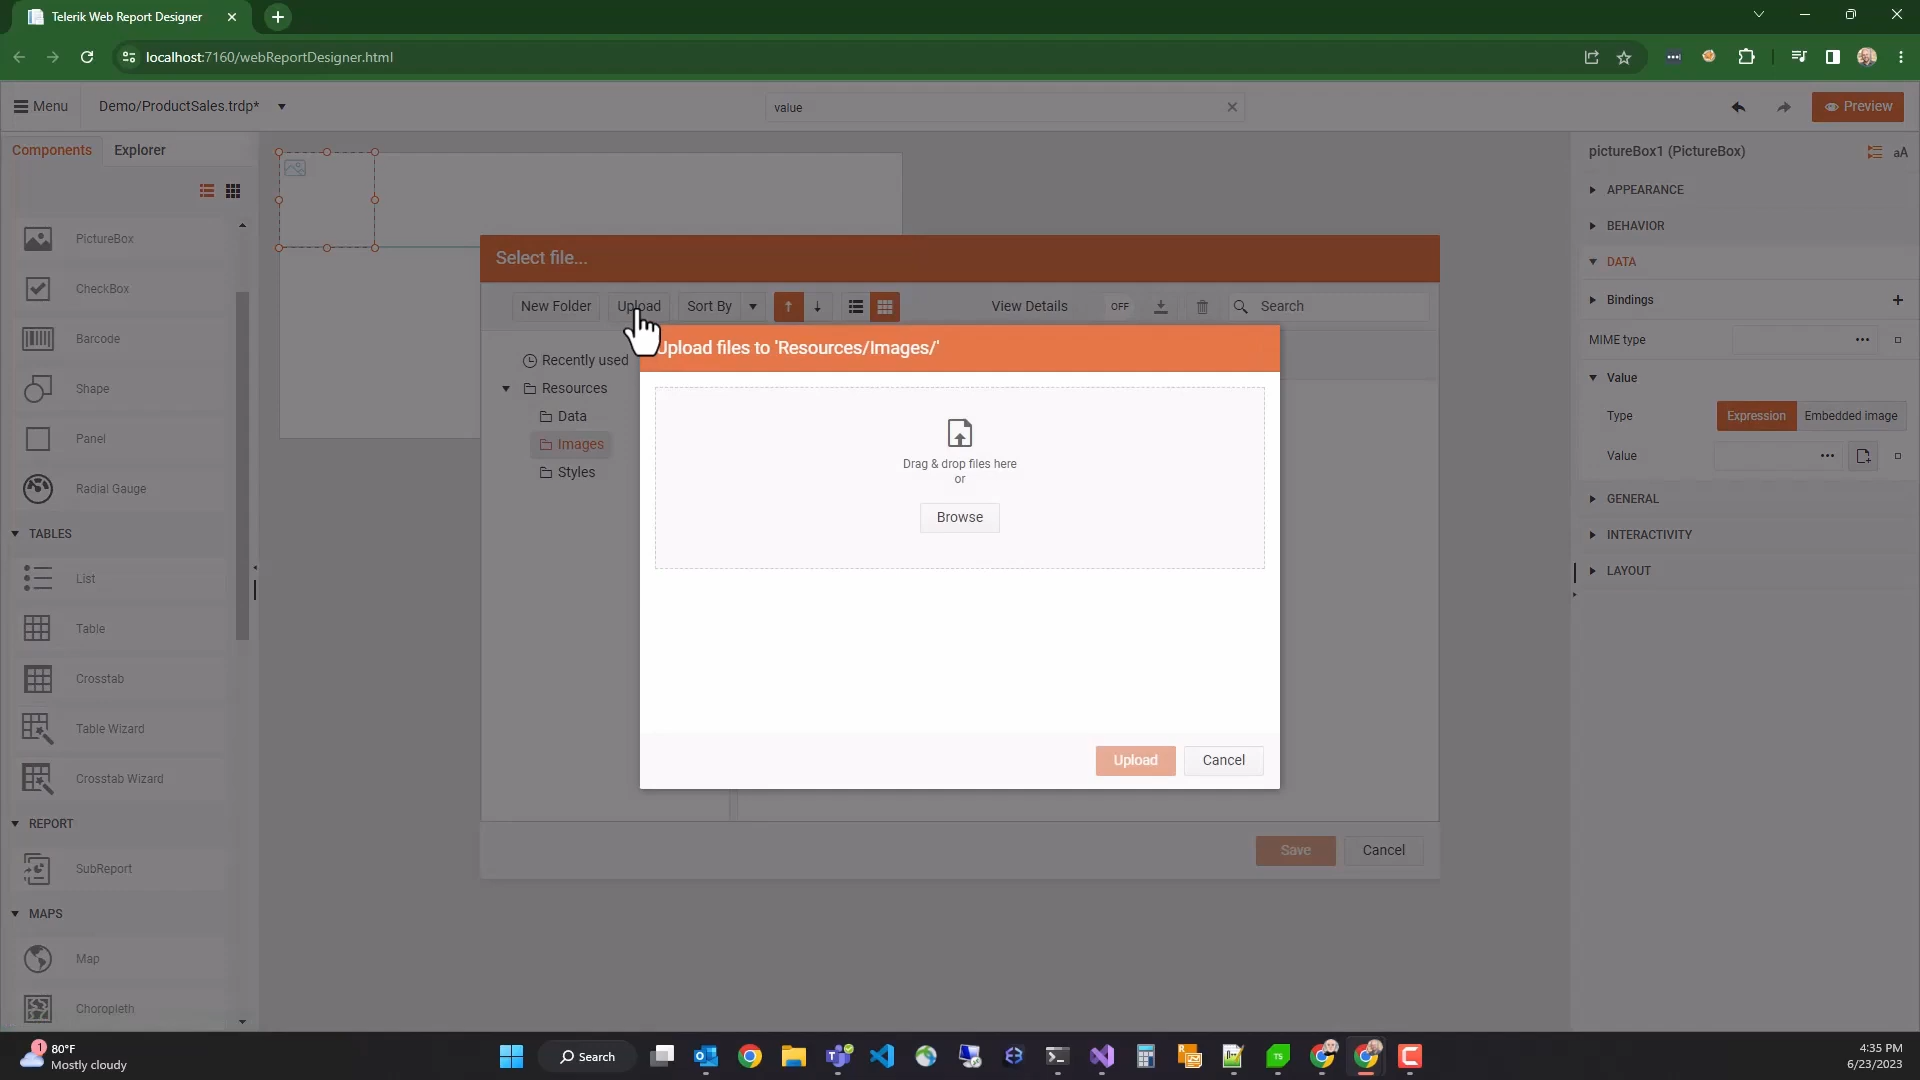 Telerik Web Report Designer
localhost:7160/webReportDesigner.html
Menu
Demo/ProductSales.trdp*
value
Preview
Components
Explorer
PictureBox
CheckBox
Barcode
Shape
Panel
Radial Gauge
TABLES
List
Table
Crosstab
Table Wizard
Crosstab Wizard
REPORT
SubReport
MAPS
Map
Choropleth
Select file...
New Folder
Upload
Sort By
View Details
OFF
Search
Recently used
Resources
Data
Images
Styles
Upload files to 'Resources/Images/'
Drag & drop files here
or
Browse
Upload
Cancel
Save
Cancel
pictureBox1 (PictureBox)
aA
APPEARANCE
BEHAVIOR
DATA
Bindings
MIME type
Value
Type
Expression
Embedded image
Value
GENERAL
INTERACTIVITY
LAYOUT
1
80°F
Mostly cloudy
Search
TS
4:35 PM
6/23/2023